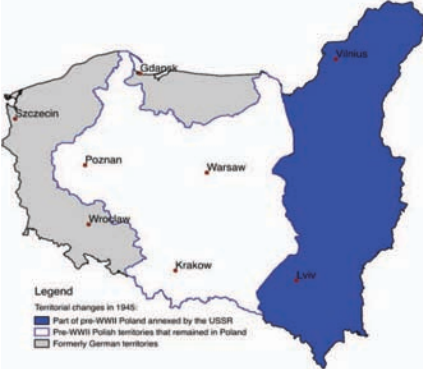 Vilnius
Gdansk
Szczecin
Poznan
Warsaw
Wroclaw
Krakow
Lviv
Legend
Territorial changes in 1945:
Part of pre-WWII Poland annexed by the USSR
Pre-WWII Polish territories that remained in Poland
Formerly German territories